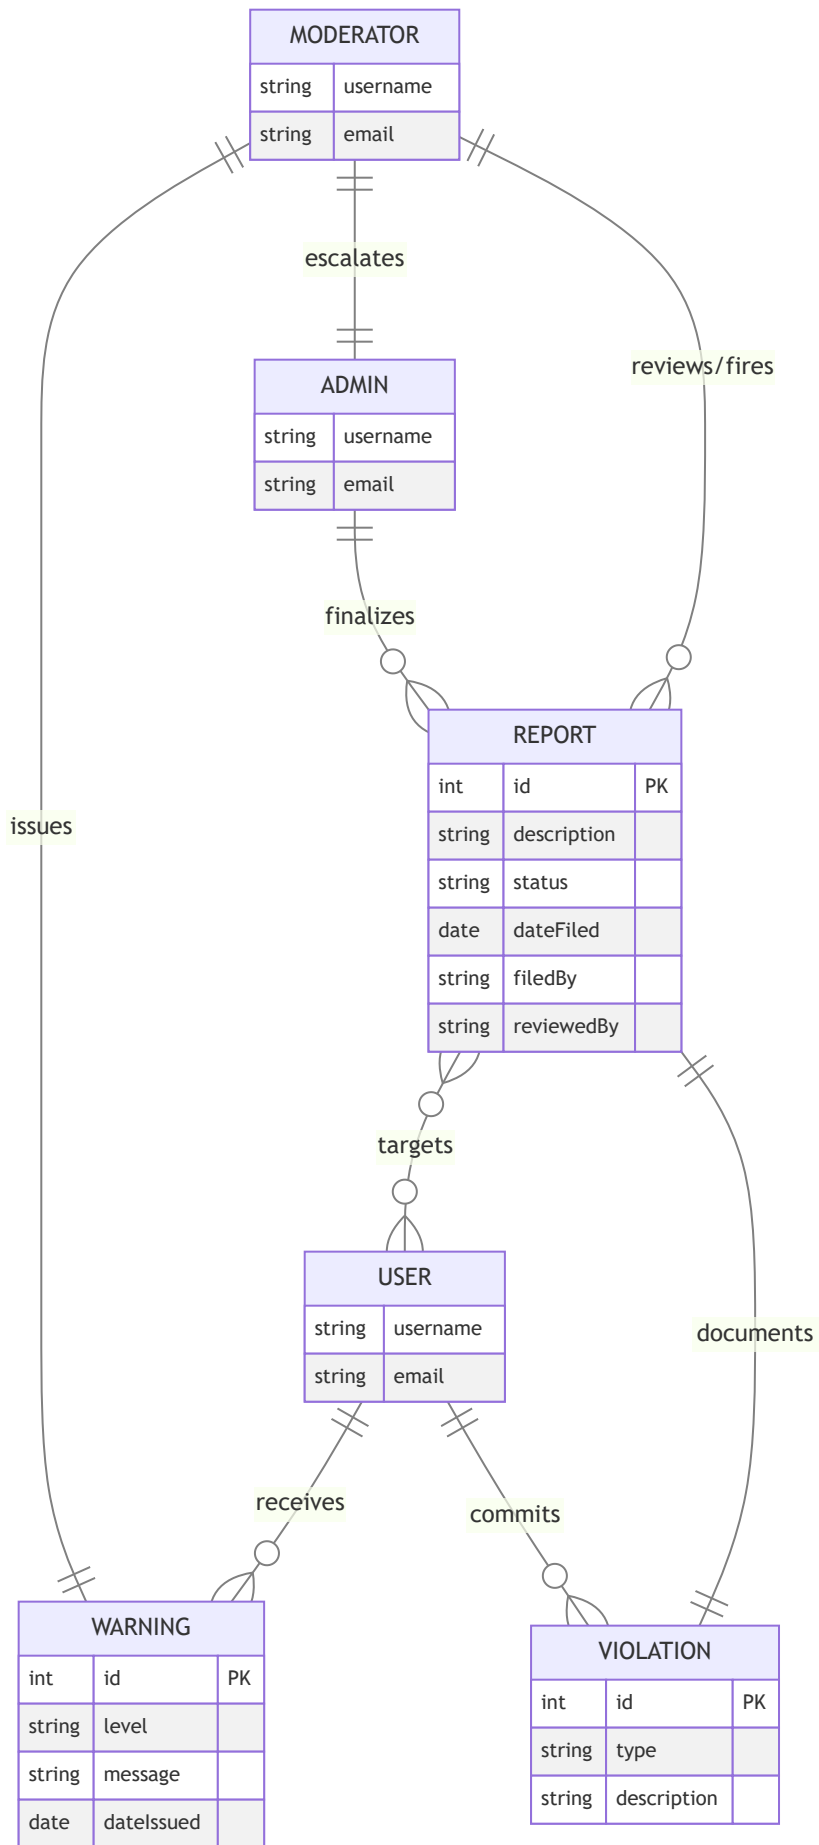 MODERATOR
string username
string email
escalates
reviews/fires
ADMIN
string username
string email
finalizes
issues
REPORT
int id PK
string description
string status
date dateFiled
string filedBy
string reviewedBy
targets
USER
string username
string email
documents
receives
commits
WARNING
int id PK
string level
string message
date dateIssued
VIOLATION
int id PK
string type
string description